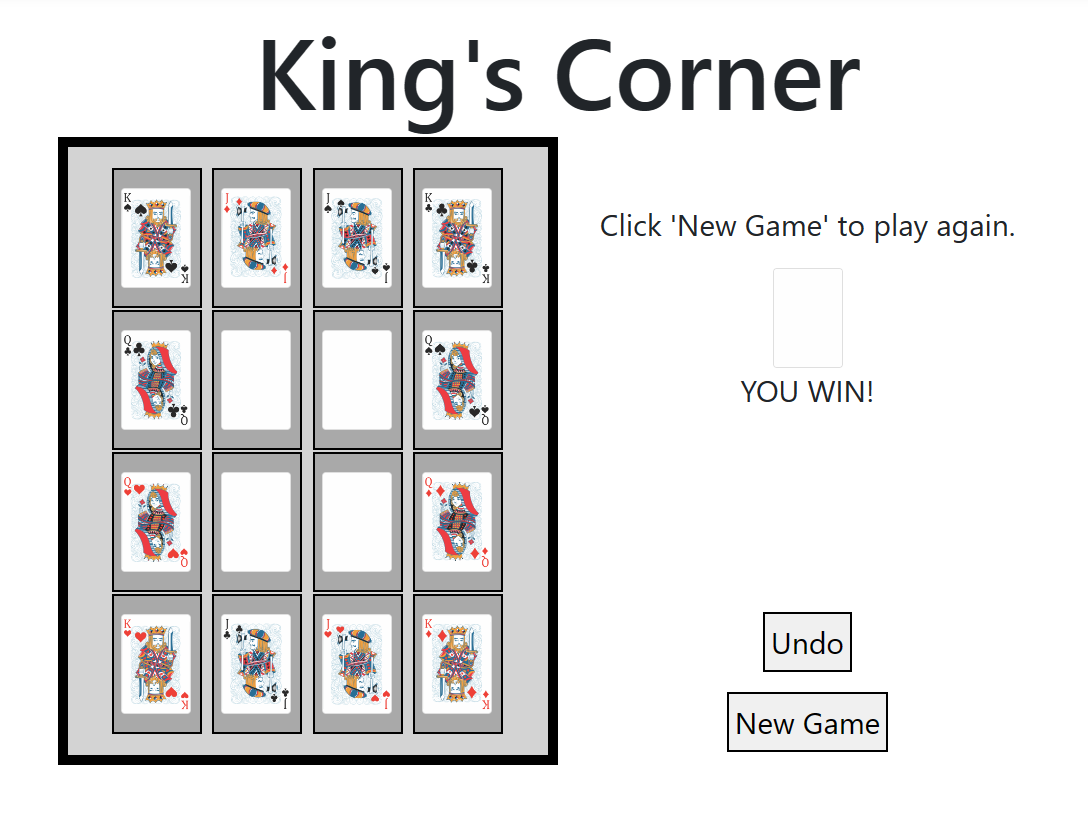 King's Corner
K J J K
K J J K
Click 'New Game' to play again.
Q Q
Q Q
YOU WIN!
Q Q
Q Q
K J J K
K J J K
Undo
New Game